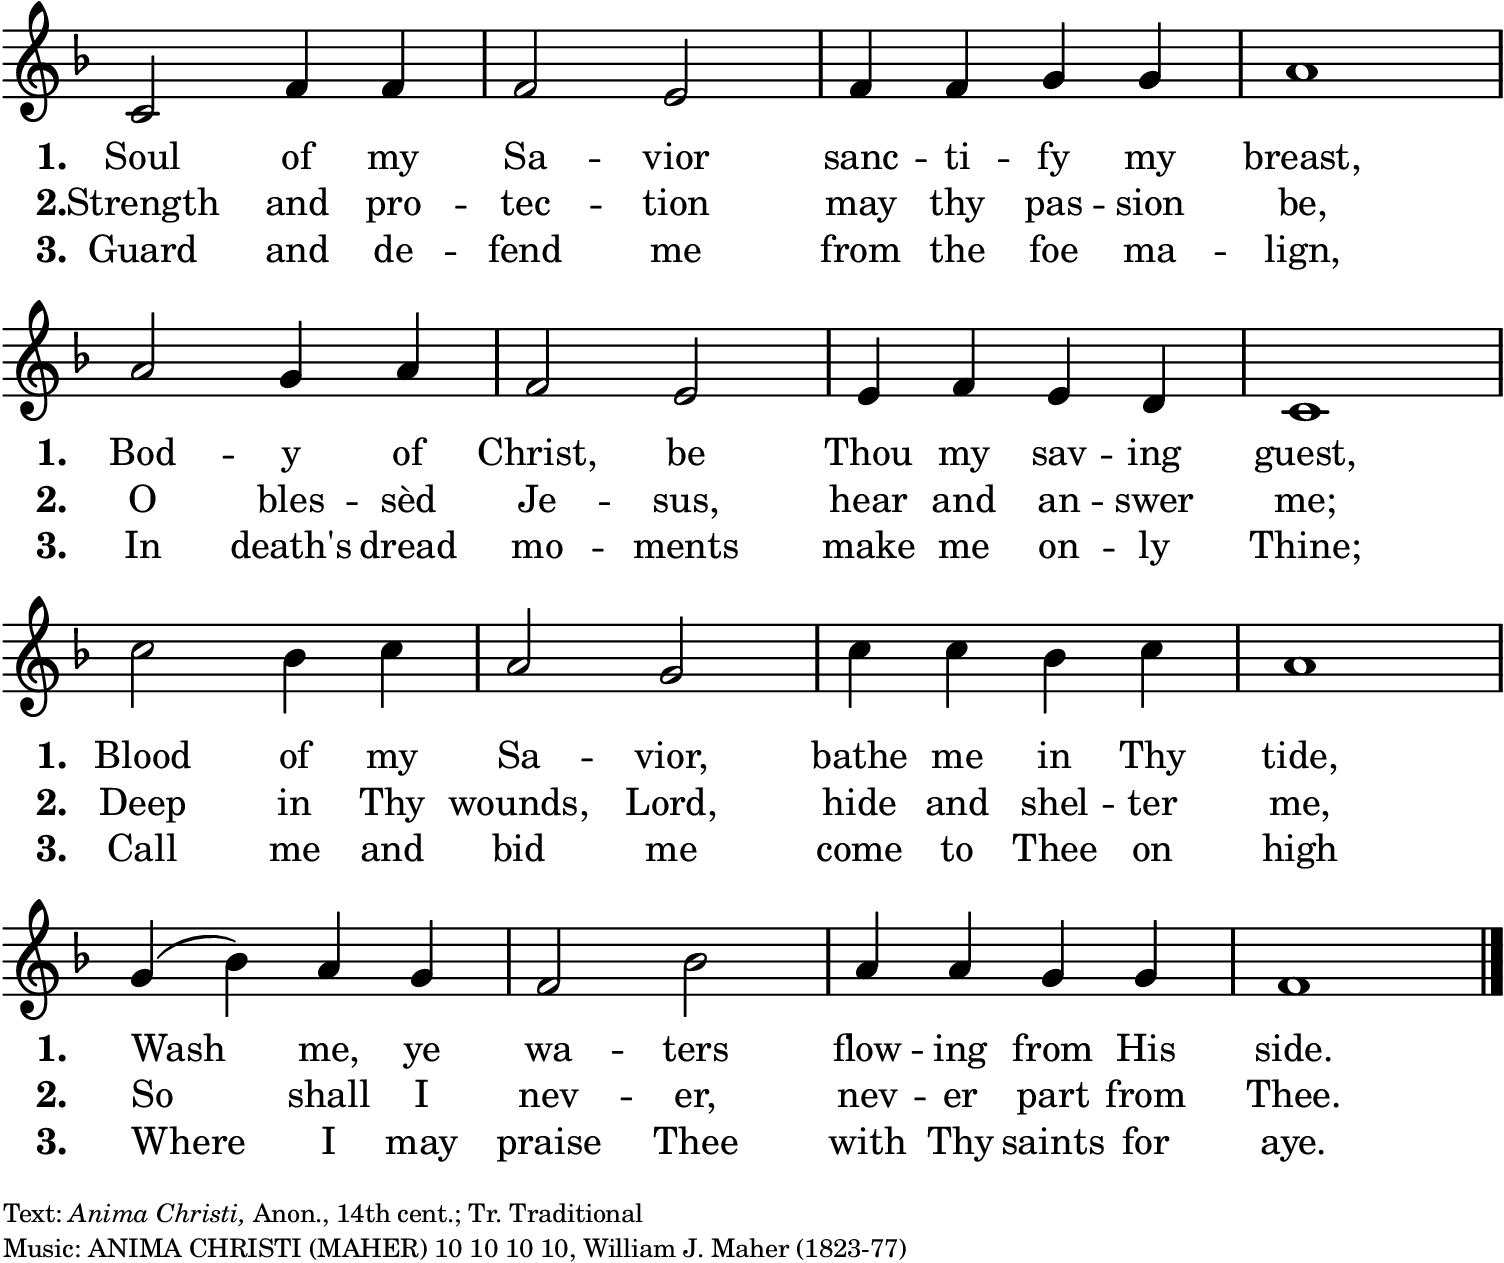 1. Soul of my Sa - vior sanc - ti - fy my breast,
2. Strength and pro - tec - tion may thy pas - sion be,
3. Guard and de - fend me from the foe ma - lign,
1. Bod - y of Christ, be Thou my sav - ing guest,
2. O bles - sèd Je - sus, hear and an - swer me;
3. In death's dread mo - ments make me on - ly Thine;
1. Blood of my Sa - vior, bathe me in Thy tide,
2. Deep in Thy wounds, Lord, hide and shel - ter me,
3. Call me and bid me come to Thee on high
1. Wash me, ye wa - ters flow - ing from His side.
2. So shall I nev - er, nev - er part from Thee.
3. Where I may praise Thee with Thy saints for aye.
Text: Anima Christi, Anon., 14th cent.; Tr. Traditional
Music: ANIMA CHRISTI (MAHER) 10 10 10 10, William J. Maher (1823-77)